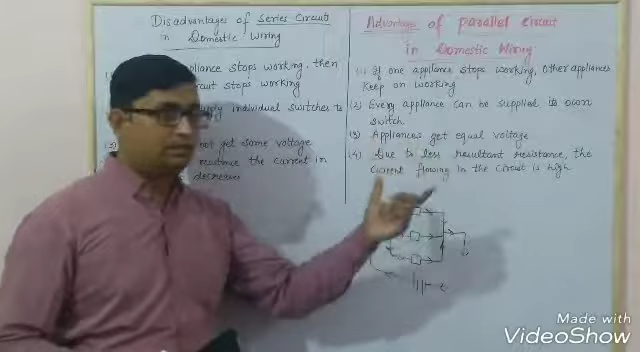 Disadvantages of Series Circuit
in Domestic Wiring
appliance stops working, then
circuit stops working
supply individual switches to
not get same voltage
resistance the current in
decreases
Advantages of parallel circuit
in Domestic Wiring
(1) If one appliance stops working, other appliances
keep on working
(2) Every appliance can be supplied its own
switch
(3) Appliances get equal voltage
(4) Due to less resultant resistance, the
current flowing in the circuit is high
Made with
VideoShow